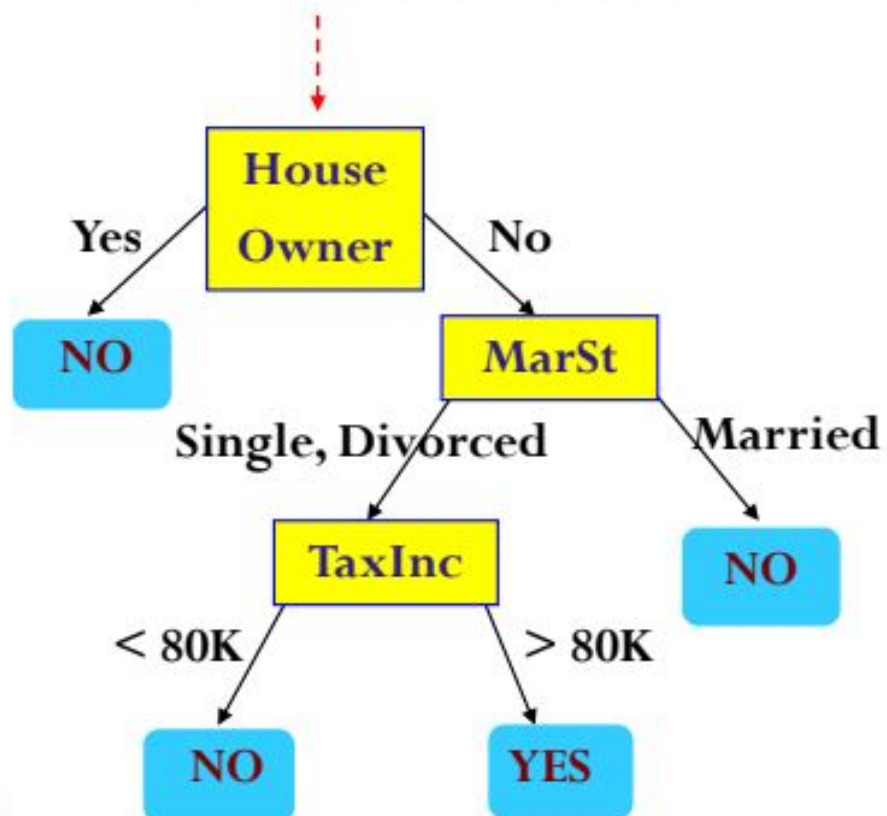 House
Owner
Yes
No
NO
MarSt
Single, Divorced
Married
TaxInc
NO
< 80K
> 80K
NO
YES